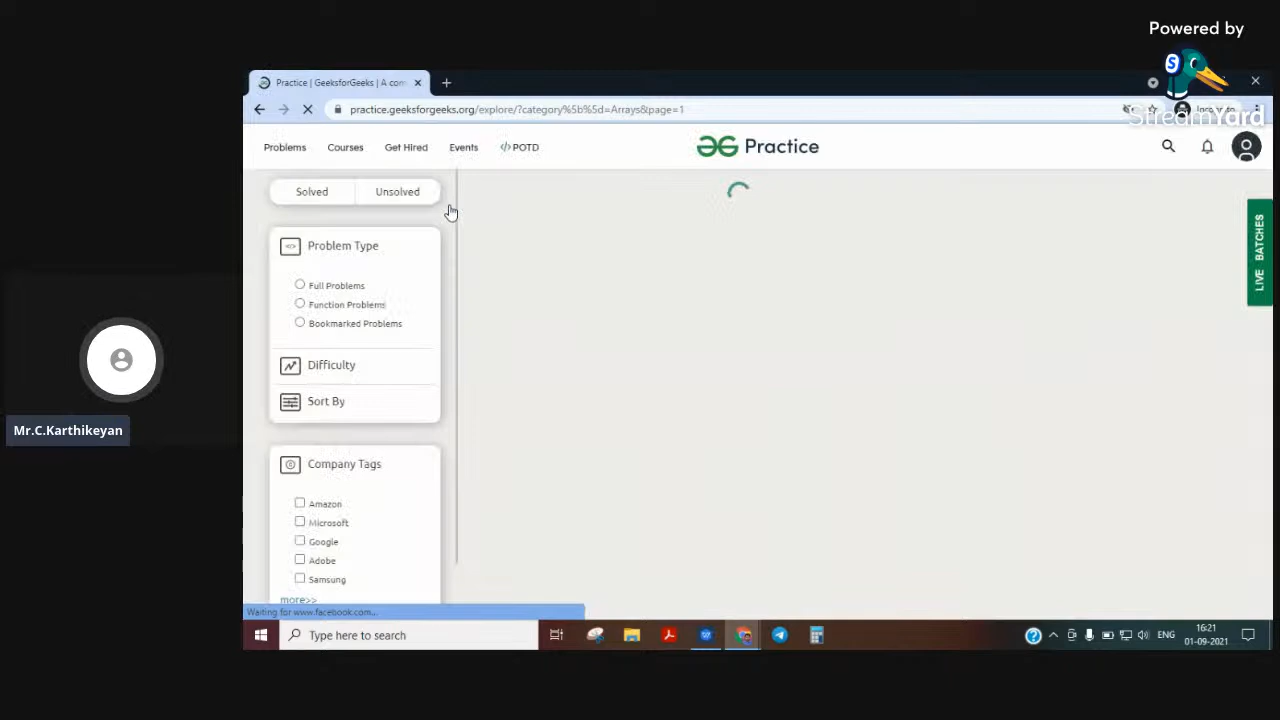 Powered by
S
StreamYard
Practice | GeeksforGeeks | A com
practice.geeksforgeeks.org/explore/?category%5b%5d=Arrays&page=1
Problems Courses Get Hired Events </>POTD
Practice
Solved Unsolved
Problem Type
Full Problems
Function Problems
Bookmarked Problems
Difficulty
Sort By
Company Tags
Amazon
Microsoft
Google
Adobe
Samsung
more>>
LIVE BATCHES
Waiting for www.facebook.com...
Type here to search
ENG
16:21
01-09-2021
Mr.C.Karthikeyan